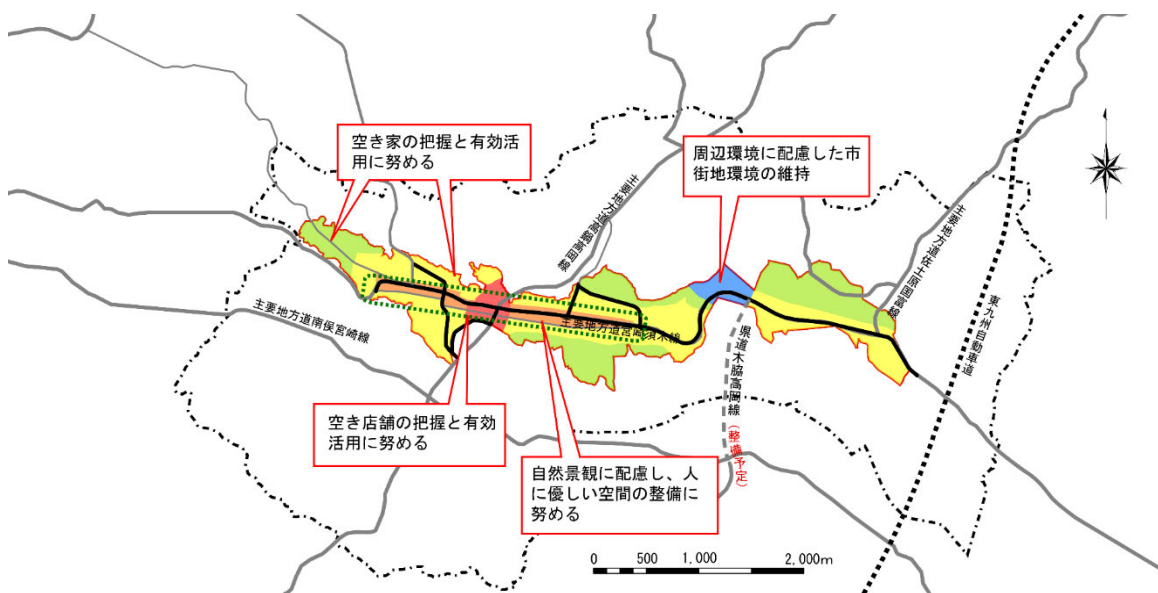 空き家の把握と有効活
用に努める
周辺環境に配慮した市
街地環境の維持
主要地方道高鍋高岡線
主要地方道佐土原国富線
東九州自動車道
主要地方道南俣宮崎線
主要地方道宮崎須木線
県道木脇高岡線
（整備予定）
空き店舗の把握と有効
活用に努める
自然景観に配慮し、人
に優しい空間の整備に
努める
0 500 1,000 2,000m